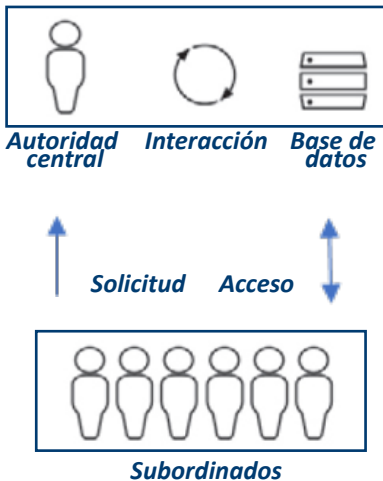 Autoridad
central
Interacción
Base de
datos
Solicitud
Acceso
Subordinados